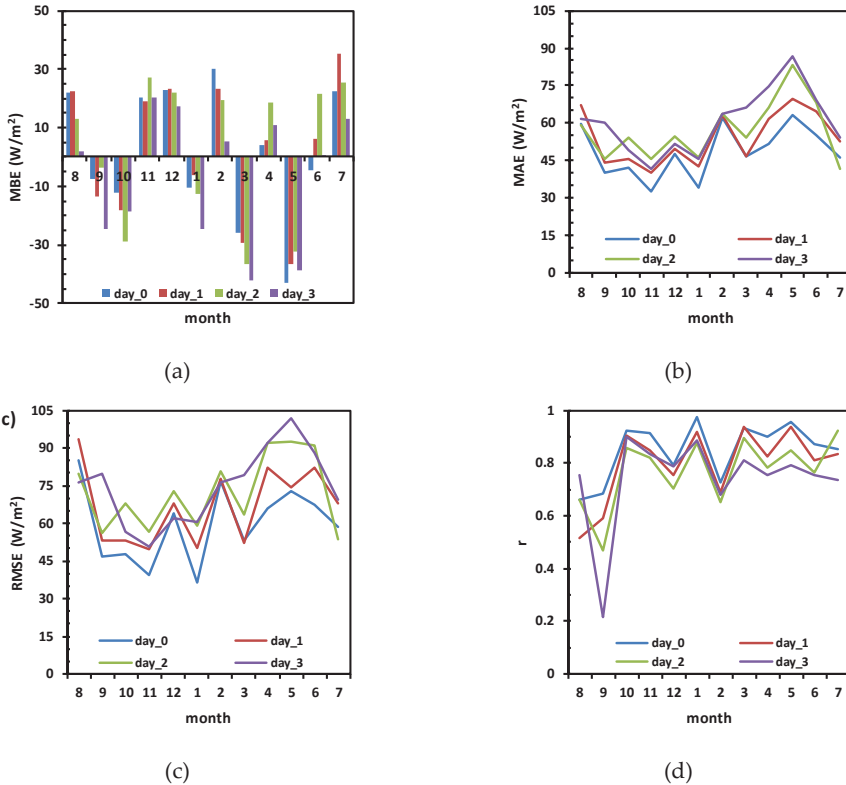 50
30
10
-10
-30
-50
MBE (W/m²)
8 9 10 11 12 1 2 3 4 5 6 7
day_0 day_1 day_2 day_3
month
(a)
105
90
75
60
45
30
15
0
MAE (W/m²)
day_0 day_1
day_2 day_3
8 9 10 11 12 1 2 3 4 5 6 7
month
(b)
c)
105
90
75
60
45
30
15
0
RMSE (W/m²)
day_0 day_1
day_2 day_3
8 9 10 11 12 1 2 3 4 5 6 7
month
(c)
1
0.8
0.6
0.4
0.2
0
r
day_0 day_1
day_2 day_3
8 9 10 11 12 1 2 3 4 5 6 7
month
(d)